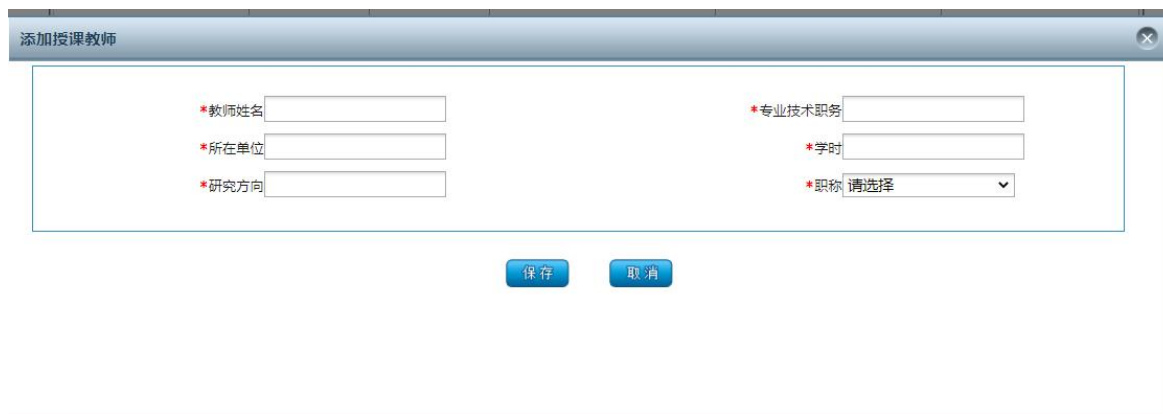 添加授课教师
*教师姓名 *专业技术职务
*所在单位 *学时
*研究方向 *职称 请选择
保存 取消